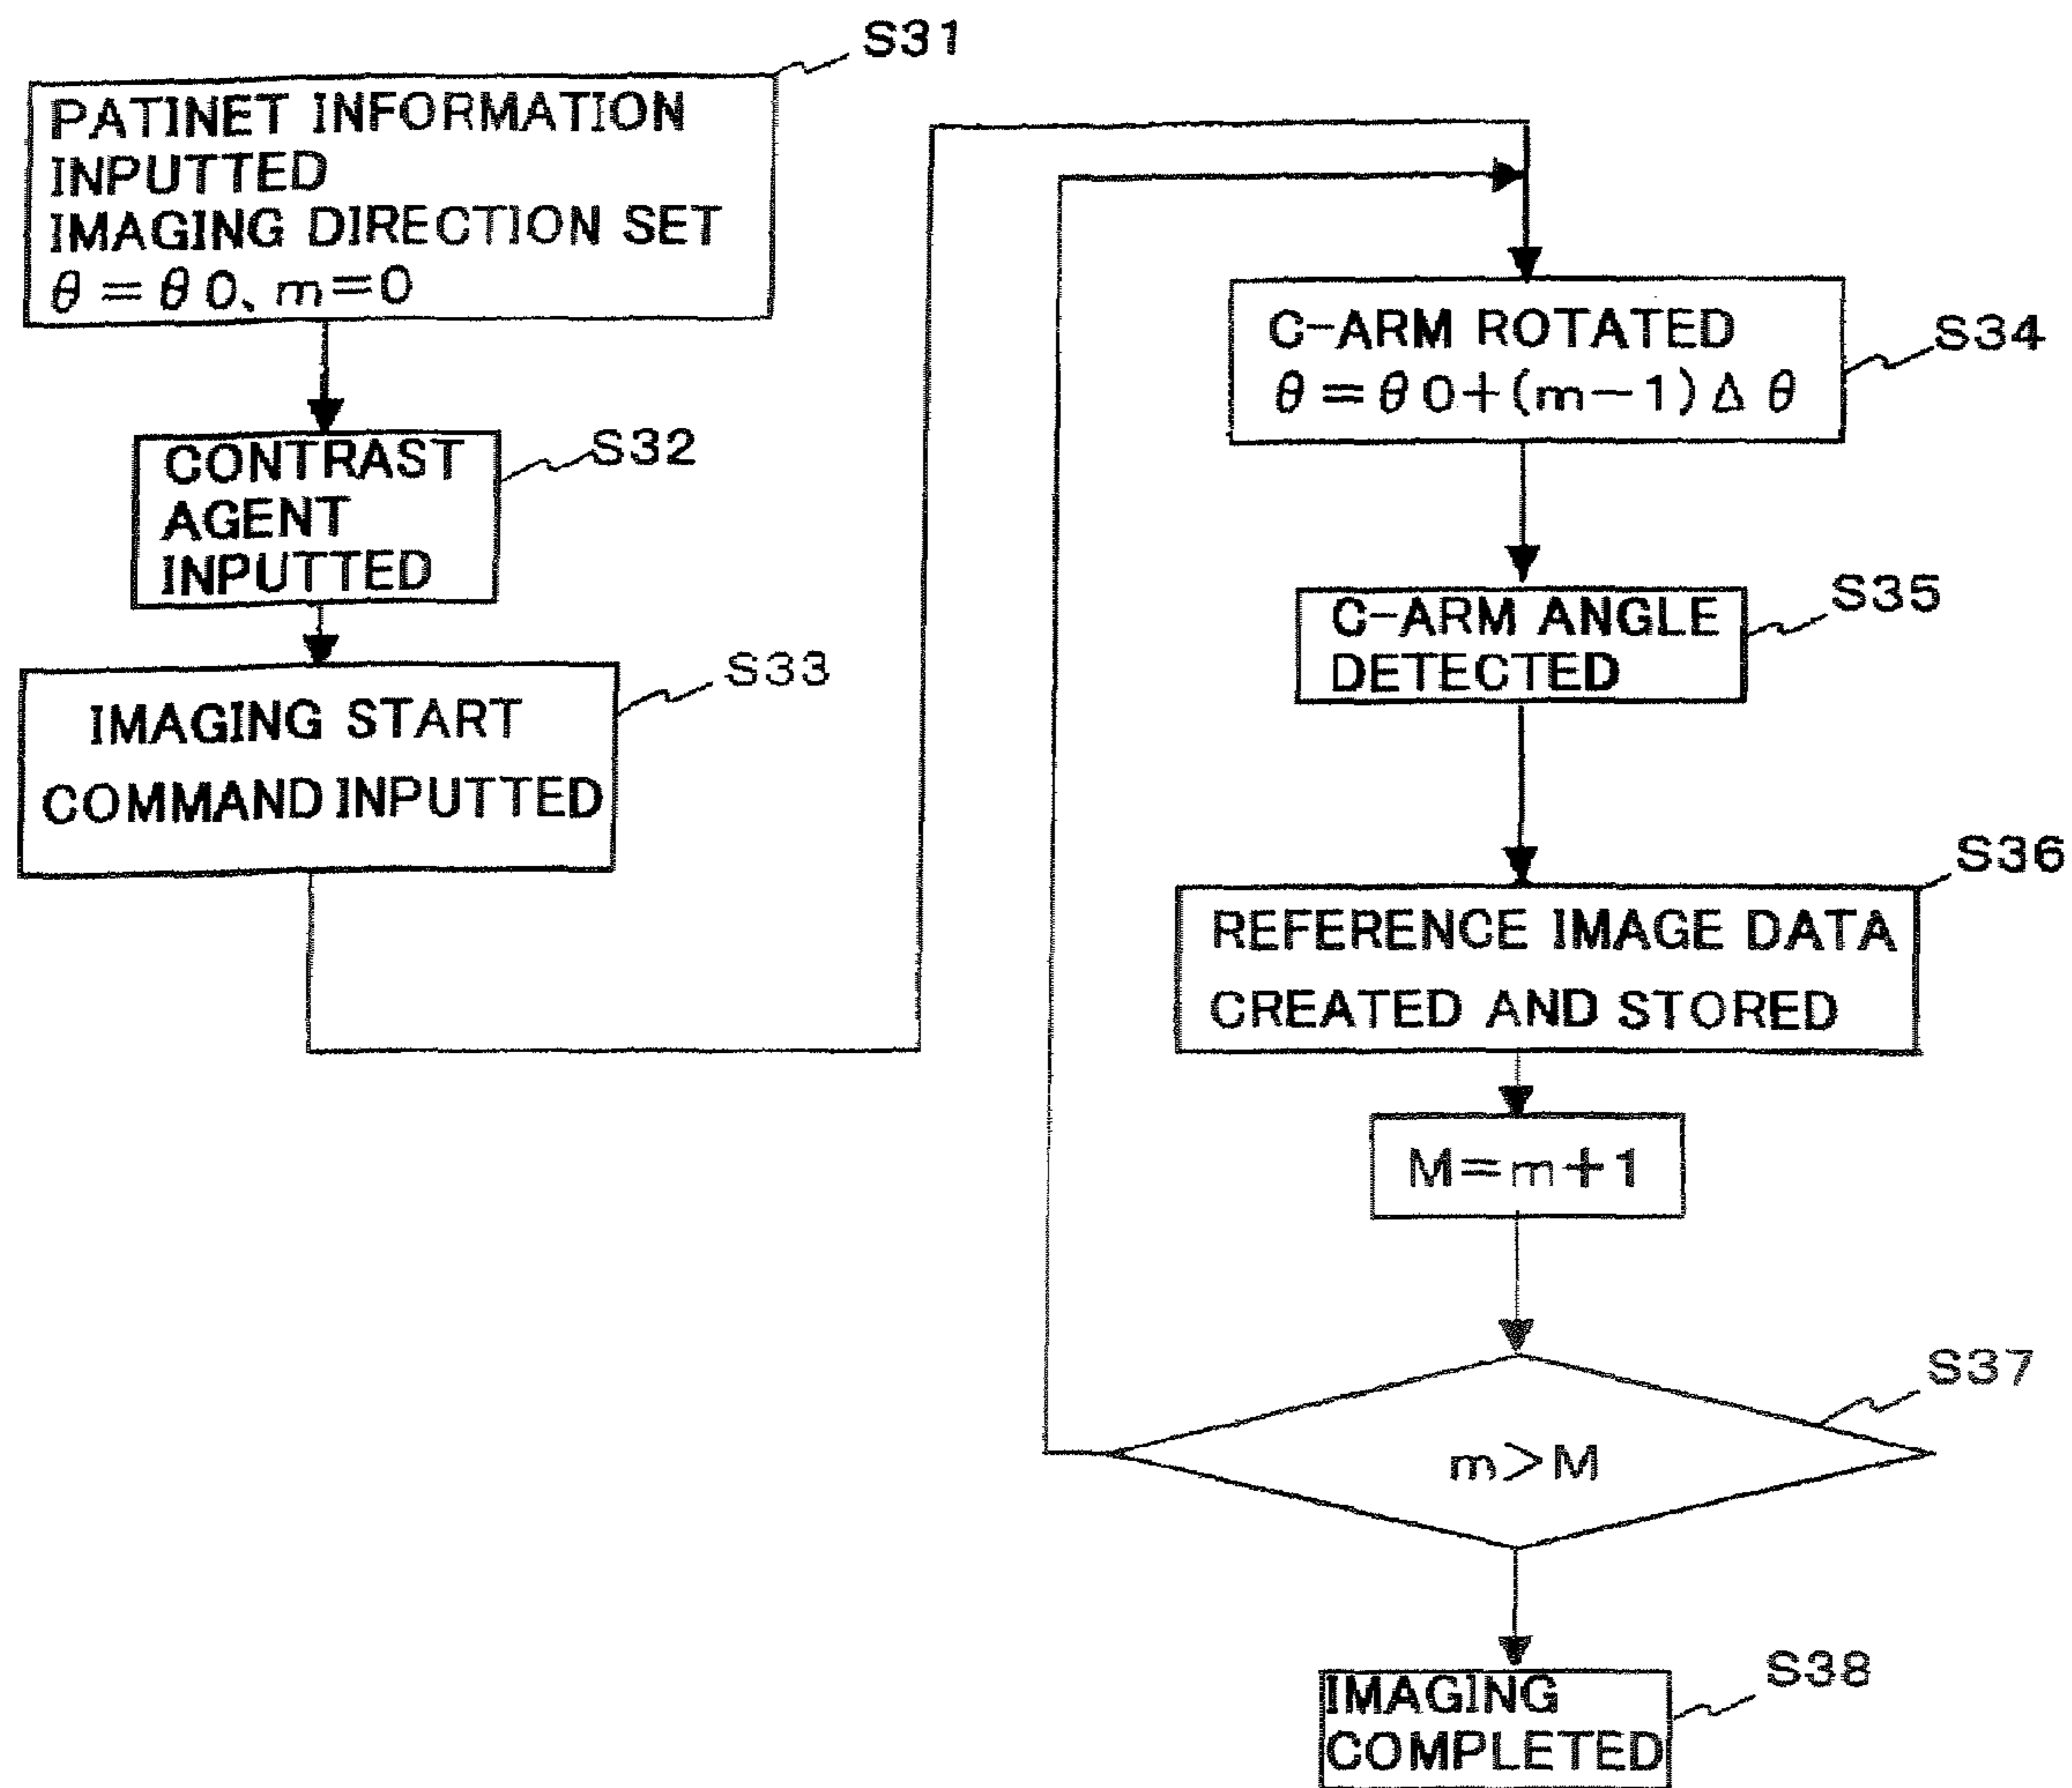 S31
PATINET INFORMATION
INPUTTED
IMAGING DIRECTION SET
θ=θ0、m=0
CONTRAST
AGENT
INPUTTED
S32
IMAGING START
COMMAND INPUTTED
S33
C-ARM ROTATED
θ=θ0+(m-1)Δθ
S34
C-ARM ANGLE
DETECTED
S35
REFERENCE IMAGE DATA
CREATED AND STORED
S36
M=m+1
m>M
S37
IMAGING
COMPLETED
S38